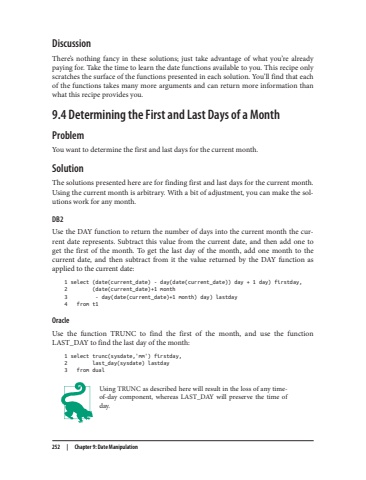 Discussion
There's nothing fancy in these solutions; just take advantage of what you're already
paying for. Take the time to learn the date functions available to you. This recipe only
scratches the surface of the functions presented in each solution. You'll find that each
of the functions takes many more arguments and can return more information than
what this recipe provides you.
9.4 Determining the First and Last Days of a Month
Problem
You want to determine the first and last days for the current month.
Solution
The solutions presented here are for finding first and last days for the current month.
Using the current month is arbitrary. With a bit of adjustment, you can make the sol‐
utions work for any month.
DB2
Use the DAY function to return the number of days into the current month the cur‐
rent date represents. Subtract this value from the current date, and then add one to
get the first of the month. To get the last day of the month, add one month to the
current date, and then subtract from it the value returned by the DAY function as
applied to the current date:
1 select (date(current_date) - day(date(current_date)) day + 1 day) firstday,
2 (date(current_date)+1 month
3 - day(date(current_date)+1 month) day) lastday
4 from t1
Oracle
Use the function TRUNC to find the first of the month, and use the function
LAST_DAY to find the last day of the month:
1 select trunc(sysdate,'mm') firstday,
2 last_day(sysdate) lastday
3 from dual
Using TRUNC as described here will result in the loss of any time-
of-day component, whereas LAST_DAY will preserve the time of
day.
252 | Chapter 9: Date Manipulation